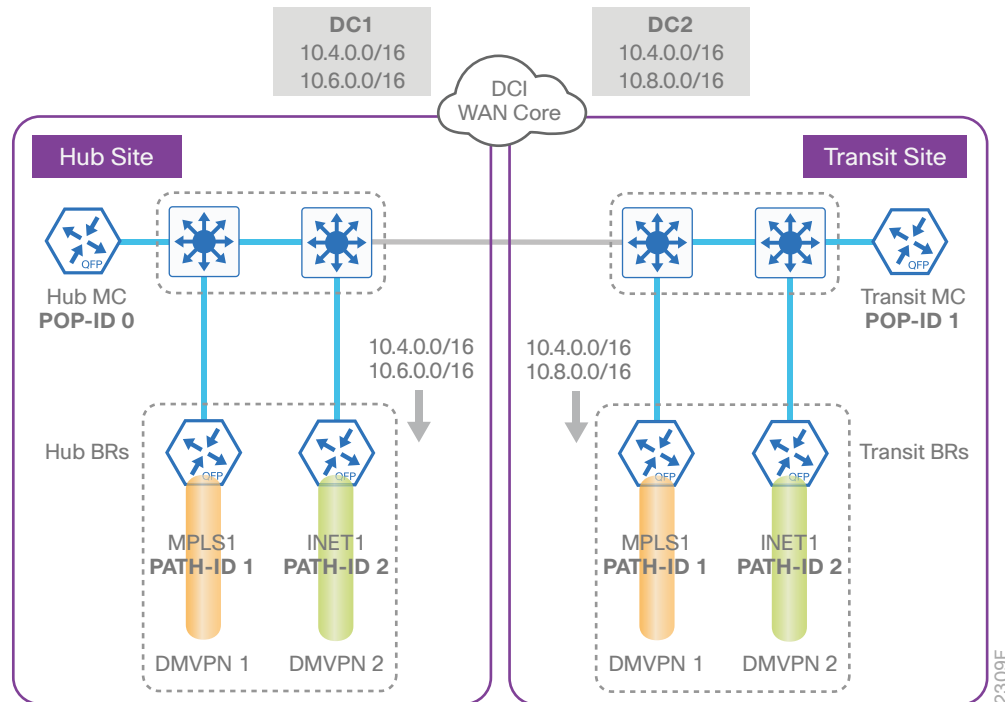 DC1
10.4.0.0/16
10.6.0.0/16
DC2
10.4.0.0/16
10.8.0.0/16
DCI
WAN Core
Hub Site
Transit Site
QFP
Hub MC
POP-ID 0
QFP
Transit MC
POP-ID 1
10.4.0.0/16
10.6.0.0/16
10.4.0.0/16
10.8.0.0/16
Hub BRs
QFP
QFP
QFP
QFP
Transit BRs
MPLS1
PATH-ID 1
INET1
PATH-ID 2
MPLS1
PATH-ID 1
INET1
PATH-ID 2
DMVPN 1
DMVPN 2
DMVPN 1
DMVPN 2